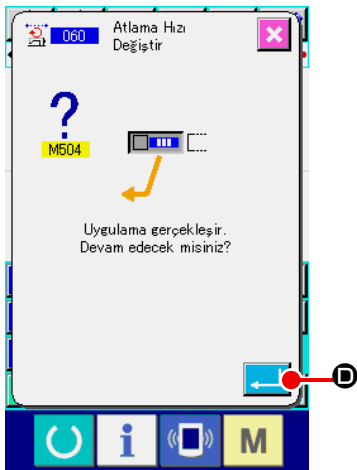 060
Atlama Hızı
Değiştir
?
M504
Uygulama gerçekleşir.
Devam edecek misiniz?
D
i
M